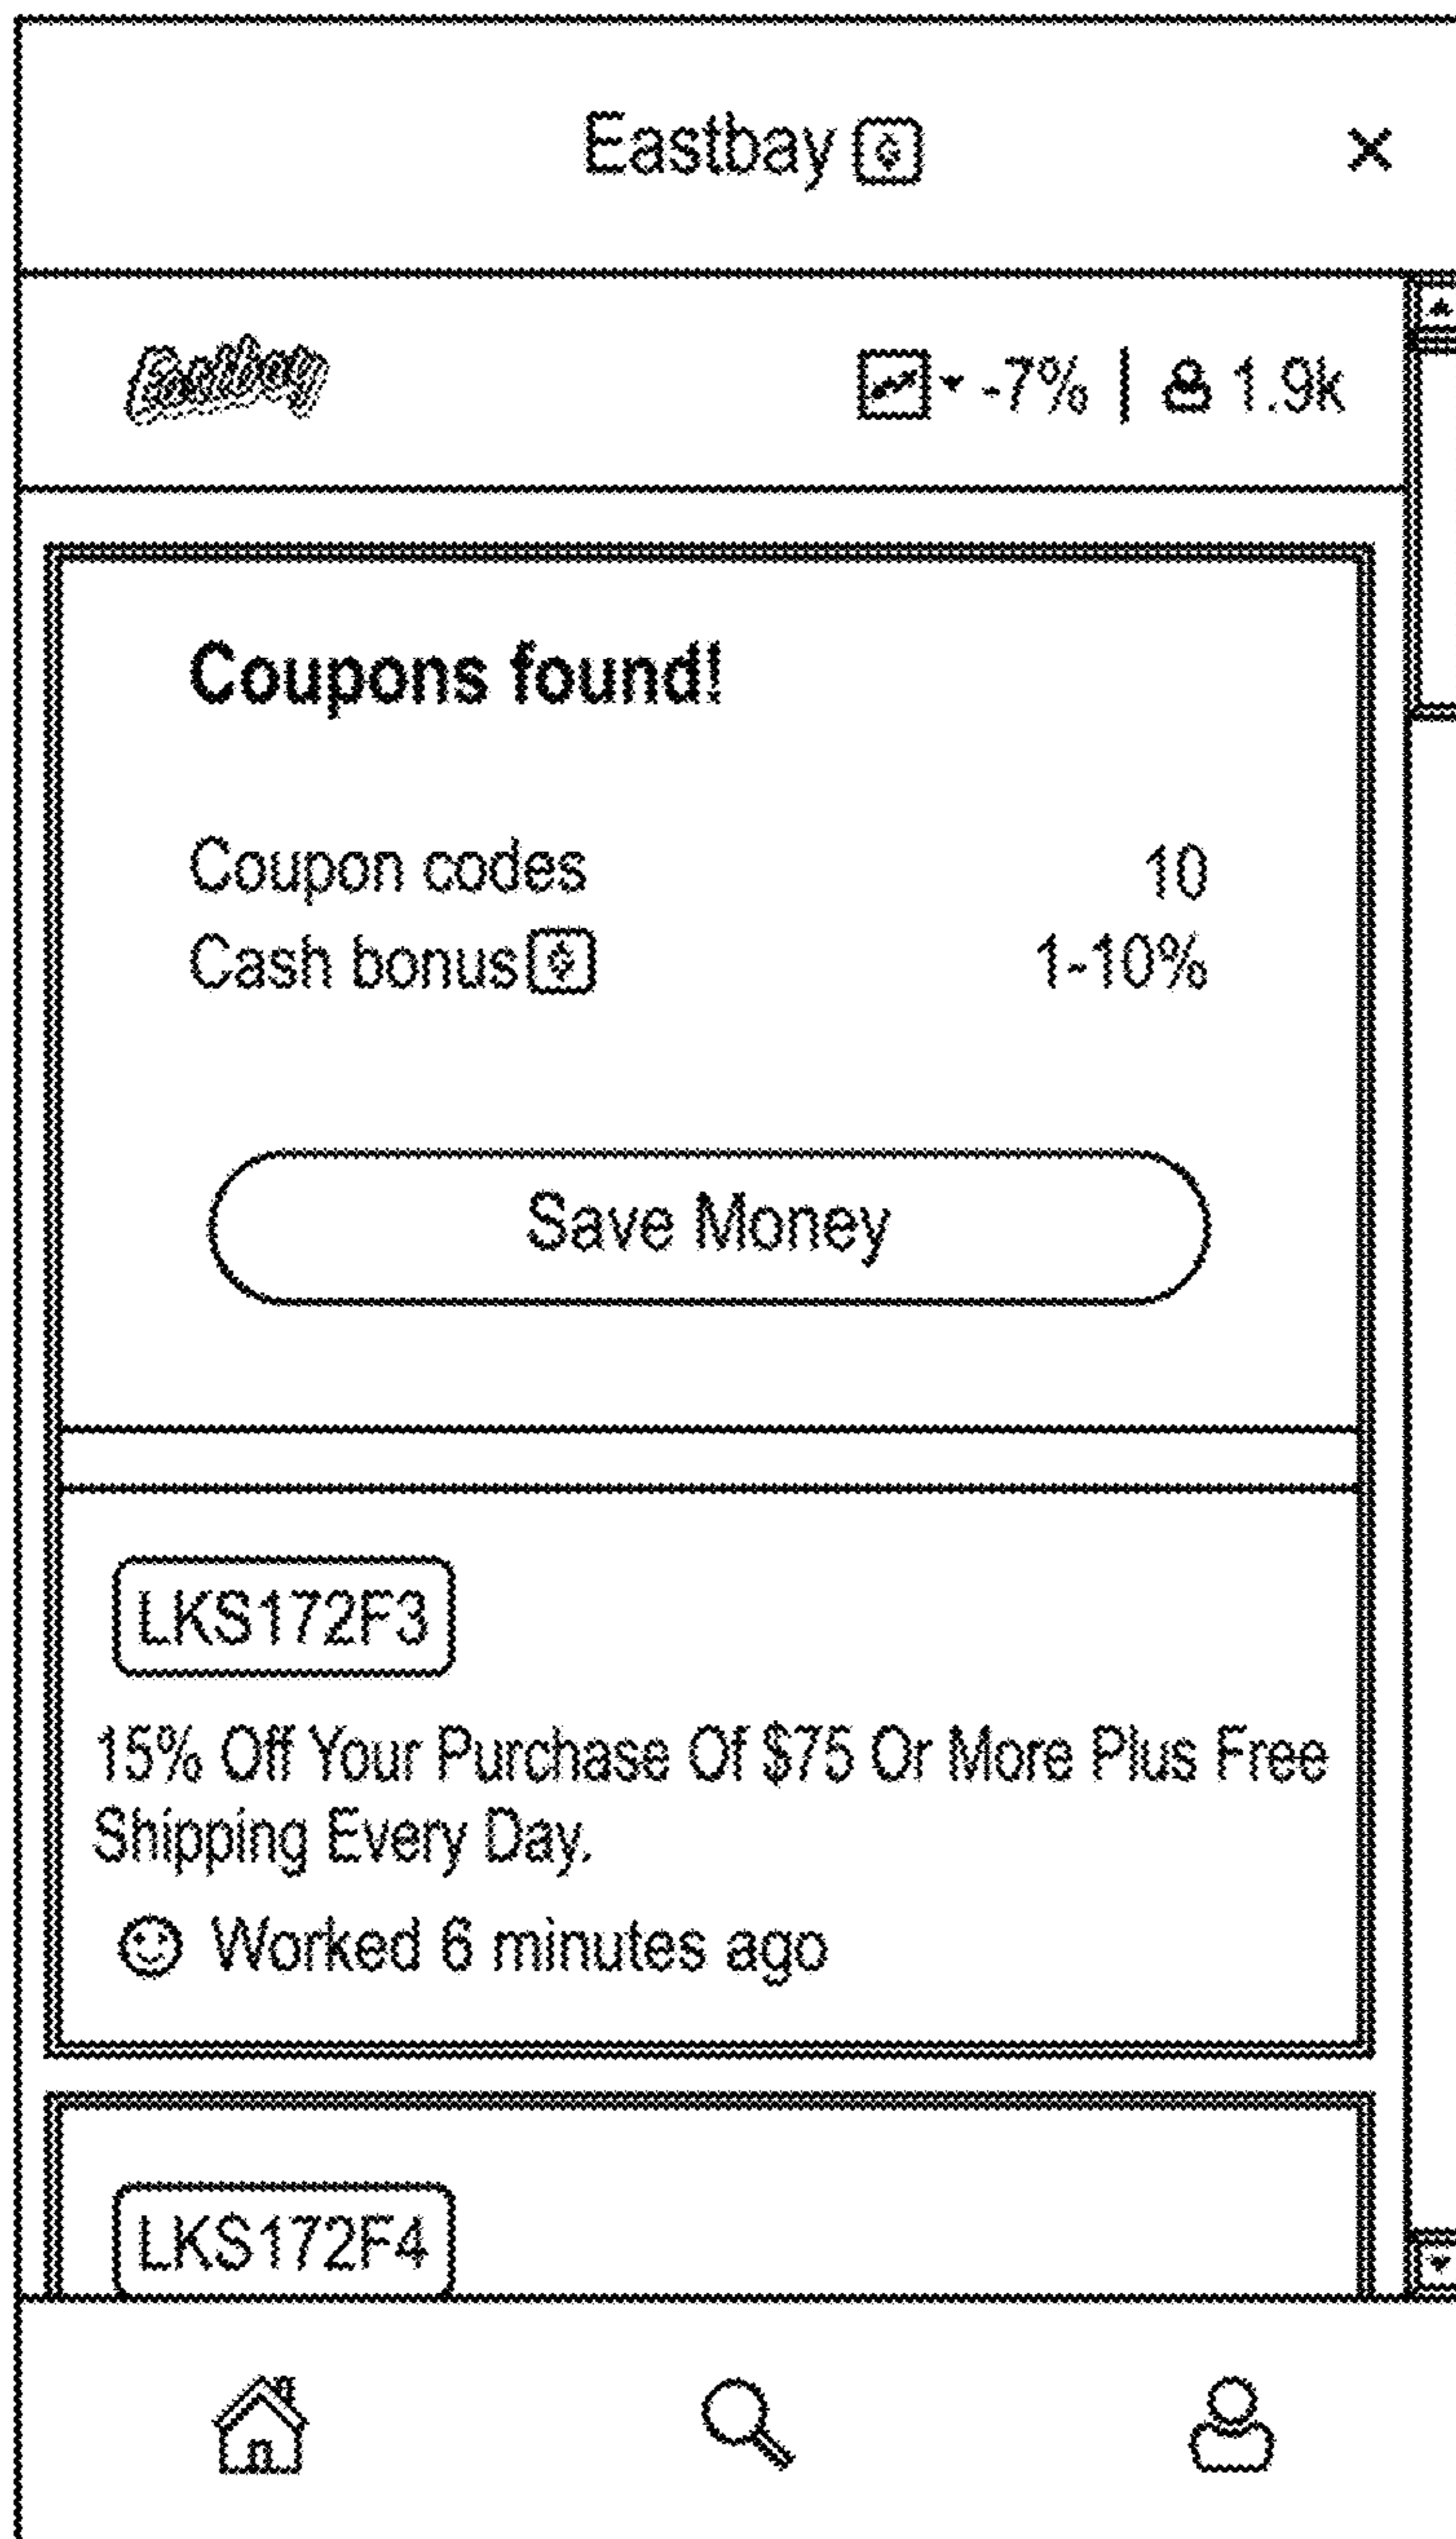 Eastbay
Eastbay
-7% | 1.9k
Coupons found!
Coupon codes 10
Cash bonus 1-10%
Save Money
LKS172F3
15% Off Your Purchase Of $75 Or More Plus Free
Shipping Every Day.
Worked 6 minutes ago
LKS172F4